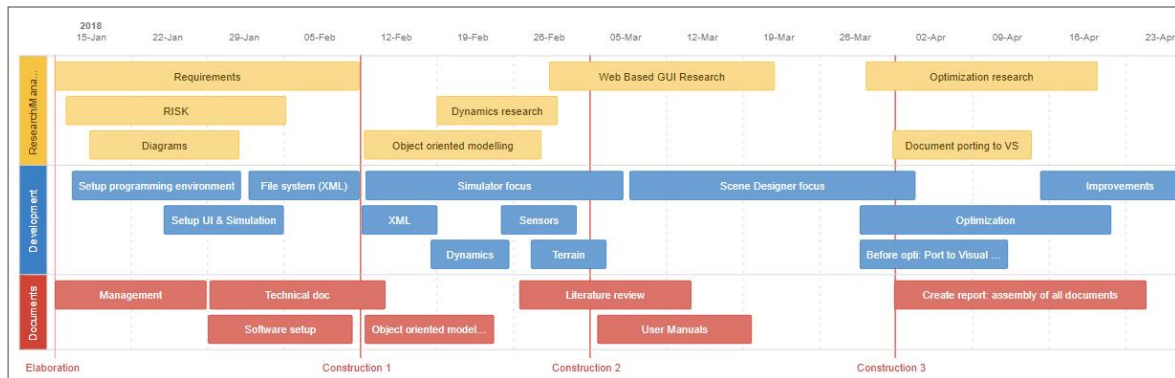 2018
15-Jan 22-Jan 29-Jan 05-Feb 12-Feb 19-Feb 26-Feb 05-Mar 12-Mar 19-Mar 26-Mar 02-Apr 09-Apr 16-Apr 23-Apr
Research/Mana...
Requirements Web Based GUI Research Optimization research
RISK Dynamics research
Diagrams Object oriented modelling Document porting to VS
Development
Setup programming environment File system (XML) Simulator focus Scene Designer focus Improvements
Setup UI & Simulation XML Sensors Optimization
Dynamics Terrain Before opti: Port to Visual ...
Documents
Management Technical doc Literature review Create report: assembly of all documents
Software setup Object oriented model... User Manuals
Elaboration Construction 1 Construction 2 Construction 3